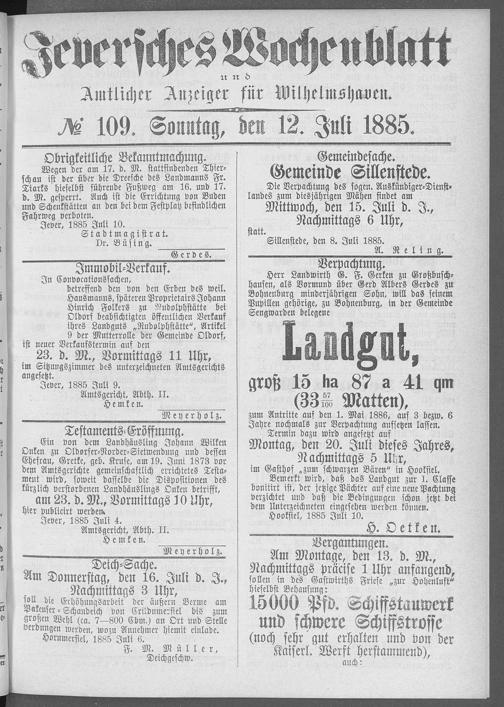 Jeversches Wochenblatt
und
Amtlicher Anzeiger für Wilhelmshaven.
№ 109. Sonntag, den 12. Juli 1885.
Obrigkeitliche Bekanntmachung.
Wegen der am 17. d. M. stattfindenden Thier-
schau ist der über die Dreesche des Landmanns Fr.
Tiarks hieselbst führende Fußweg am 16. und 17.
d. M. gesperrt. Auch ist die Errichtung von Buden
und Schenkstätten an den bei dem Festplay befindlichen
Fahrweg verboten.
Jever, 1885 Juli 10.
Stadtmagistrat.
Dr. Büsing.
Gerdes.
Immobil-Verkauf.
In Convocationssachen,
betreffend den von den Erben des weil.
Hausmanns, späteren Proprietairs Johann
Hinrich Folkers zu Rudolphstätte bei
Oldorf beabsichtigten öffentlichen Verkauf
ihres Landguts „Rudolphstätte", Artikel
9 der Mutterrolle der Gemeinde Oldorf,
ist neuer Verkaufstermin auf den
23. d. M., Vormittags 11 Uhr,
im Sitzungszimmer des unterzeichneten Amtsgerichts
angesetzt.
Jever, 1885 Juli 9.
Amtsgericht, Abth. II.
Hemken.
Meyerholz.
Testaments-Eröffnung.
Ein von dem Landhäusling Johann Wilken
Onken zu Oldorfer-Norder-Sietwendung und dessen
Ehefrau, Gretke, geb. Kruse, am 19. Juni 1873 vor
dem Amtsgerichte gemeinschaftlich errichtetes Testa-
ment wird, soweit dasselbe die Dispositionen des
kürzlich verstorbenen Landhäuslings Onken betrifft,
am 23. d. M., Vormittags 10 Uhr,
hier publicirt werden.
Jever, 1885 Juli 4.
Amtsgericht, Abth. II.
Hemken.
Meyerholz.
Deich-Sache.
Am Donnerstag, den 16. Juli d. J.,
Nachmittags 3 Uhr,
soll die Erhöhungsarbeit der äußern Berme am
Pakenser-Schaudeich von Crildumersiel bis zum
großen Wehl (ca. 7—800 Cbm.) an Ort und Stelle
verdungen werden, wozu Annehmer hiemit einlade.
Hornmersiel, 1885 Juli 6.
F. M. Müller,
Deichgeschw.
Gemeindesache.
Gemeinde Sillenstede.
Die Verpachtung des sogen. Auskündiger-Dienst-
landes zum diesjährigen Mähen findet am
Mittwoch, den 15. Juli d. J.,
Nachmittags 6 Uhr,
statt.
Sillenstede, den 8. Juli 1885.
A. Reling.
Verpachtung.
Herr Landwirth G. F. Gerken zu Großbusch-
hausen, als Vormund über Gerd Albers Gerdes zu
Bohnenburg minderjährigen Sohn, will das seinem
Pupillen gehörige, zu Bohnenburg, in der Gemeinde
Sengwarden belegene
Landgut,
groß 15 ha 87 a 41 qm
(33 57/100 Matten),
zum Antritte auf den 1. Mai 1886, auf 3 bezw. 6
Jahre nochmals zur Verpachtung aufsetzen lassen.
Termin dazu wird angesetzt auf
Montag, den 20. Juli dieses Jahres,
Nachmittags 5 Uhr,
im Gasthof „zum schwarzen Bären" in Hooksiel.
Bemerkt wird, daß das Landgut zur 1. Classe
bonitirt ist, der jetzige Pächter auf eine neue Pachtung
verzichtet und daß die Bedingungen schon jetzt bei
dem Unterzeichneten eingesehen werden können.
Hooksiel, 1885 Juli 10.
H. Oetken.
Vergantungen.
Am Montage, den 13. d. M.,
Nachmittags präcise 1 Uhr anfangend,
sollen in des Gastwirths Friese „zur Hohenlust"
hieselbst Behausung:
15000 Pfd. Schiffstauwerk
und schwere Schiffstrosse
(noch sehr gut erhalten und von der
Kaiserl. Werft herstammend),
auch: